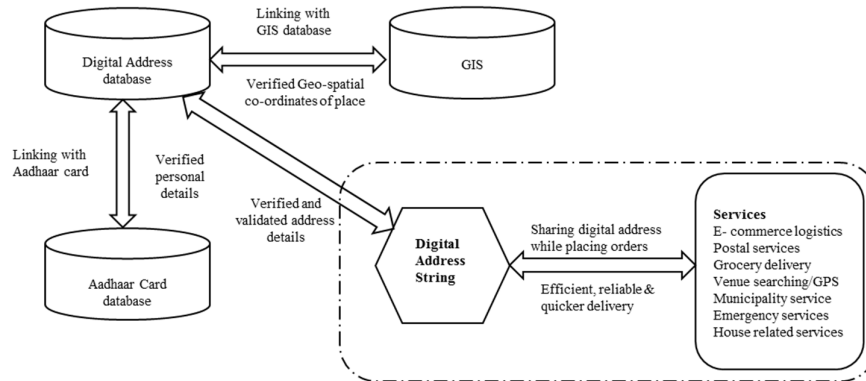 Linking with
GIS database
Digital Address
database
GIS
Verified Geo-spatial
co-ordinates of place
Linking with
Aadhaar card
Verified
personal
details
Verified and
validated address
details
Aadhaar Card
database
Digital
Address
String
Sharing digital address
while placing orders
Efficient, reliable &
quicker delivery
Services
E- commerce logistics
Postal services
Grocery delivery
Venue searching/GPS
Municipality service
Emergency services
House related services